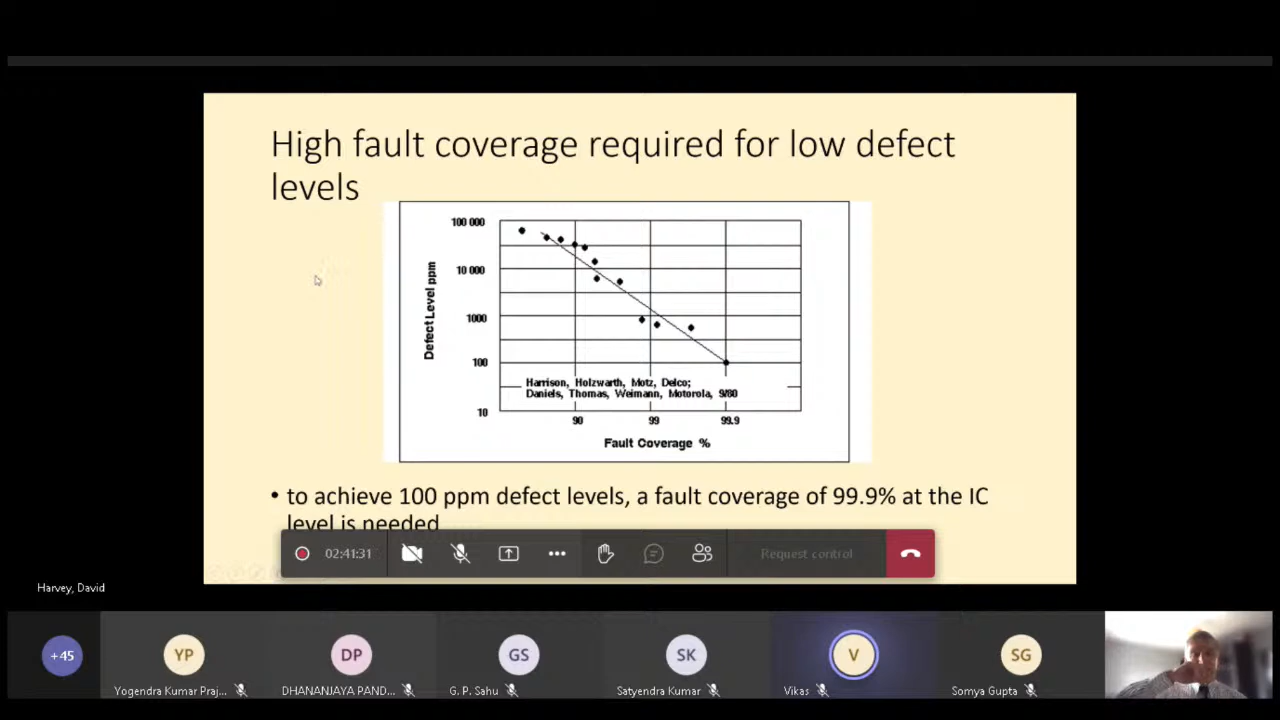 High fault coverage required for low defect
levels
100 000
10 000
1000
100
10
Defect Level ppm
Harrison, Holzwarth, Motz, Delco;
Daniels, Thomas, Weimann, Motorola, 9/80
90
99
99.9
Fault Coverage %
• to achieve 100 ppm defect levels, a fault coverage of 99.9% at the IC
level is needed
02:41:31
Request control
Harvey, David
+45
YP
DP
GS
SK
V
SG
Yogendra Kumar Praj...
DHANANJAYA PAND...
G. P. Sahu
Satyendra Kumar
Vikas
Somya Gupta